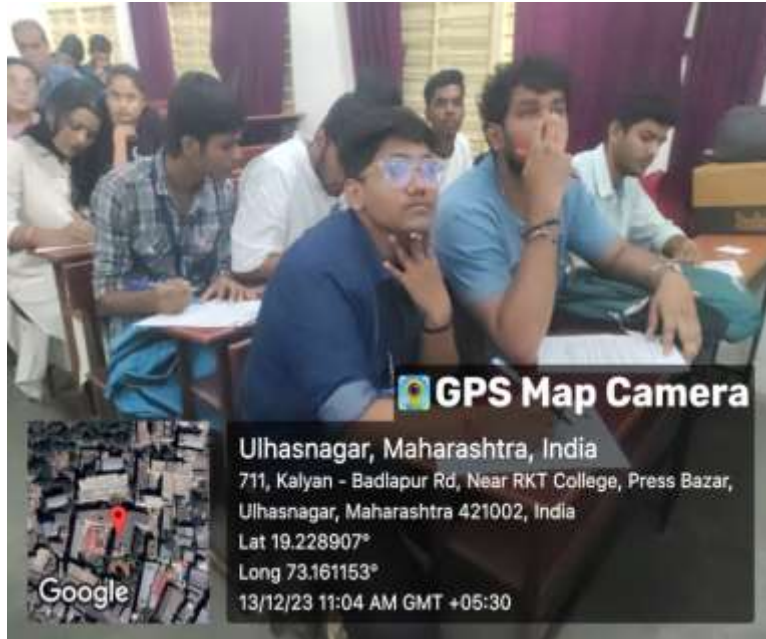 GPS Map Camera
Ulhasnagar, Maharashtra, India
711, Kalyan - Badlapur Rd, Near RKT College, Press Bazar,
Ulhasnagar, Maharashtra 421002, India
Lat 19.228907°
Long 73.161153°
13/12/23 11:04 AM GMT +05:30
Google